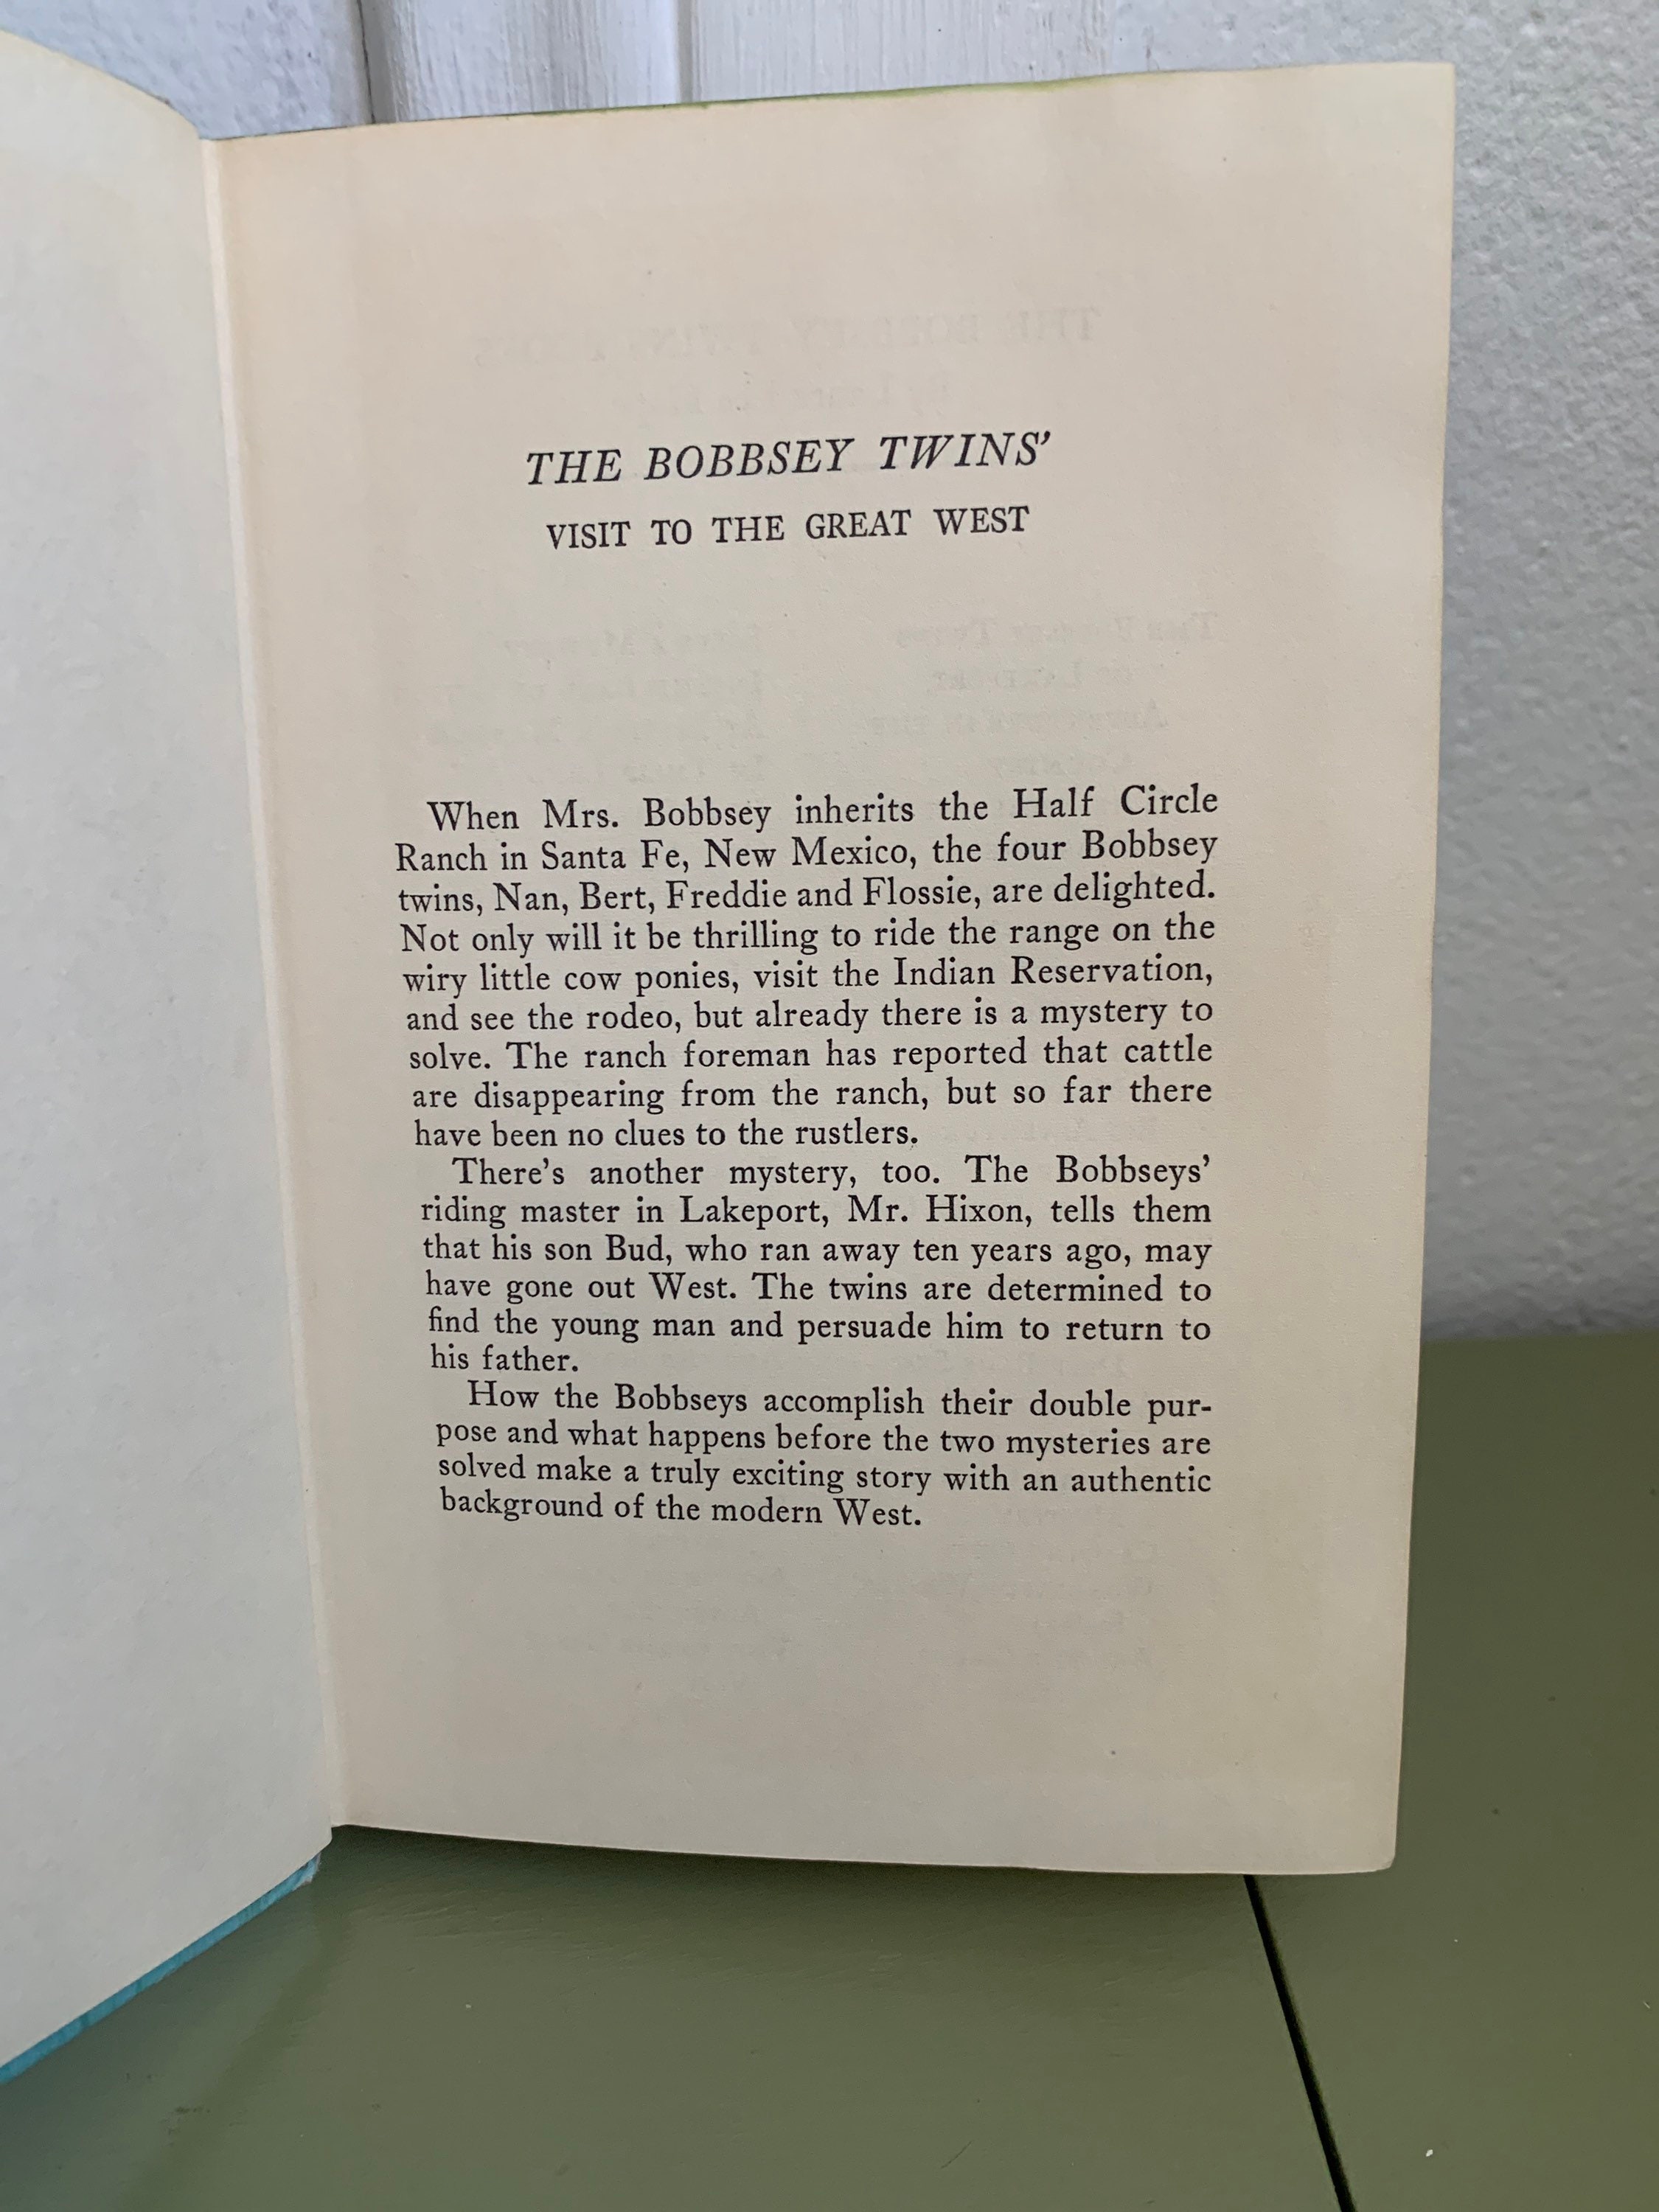 THE BOBBSEY TWINS’
VISIT TO THE GREAT WEST
When Mrs. Bobbsey inherits the Half Circle
Ranch in Santa Fe, New Mexico, the four Bobbsey
twins, Nan, Bert, Freddie and Flossie, are delighted.
Not only will it be thrilling to ride the range on the
wiry little cow ponies, visit the Indian Reservation,
and see the rodeo, but already there is a mystery to
solve. The ranch foreman has reported that cattle
are disappearing from the ranch, but so far there
have been no clues to the rustlers.
There’s another mystery, too. The Bobbseys’
riding master in Lakeport, Mr. Hixon, tells them
that his son Bud, who ran away ten years ago, may
have gone out West. The twins are determined to
find the young man and persuade him to return to
his father.
How the Bobbseys accomplish their double pur-
pose and what happens before the two mysteries are
solved make a truly exciting story with an authentic
background of the modern West.